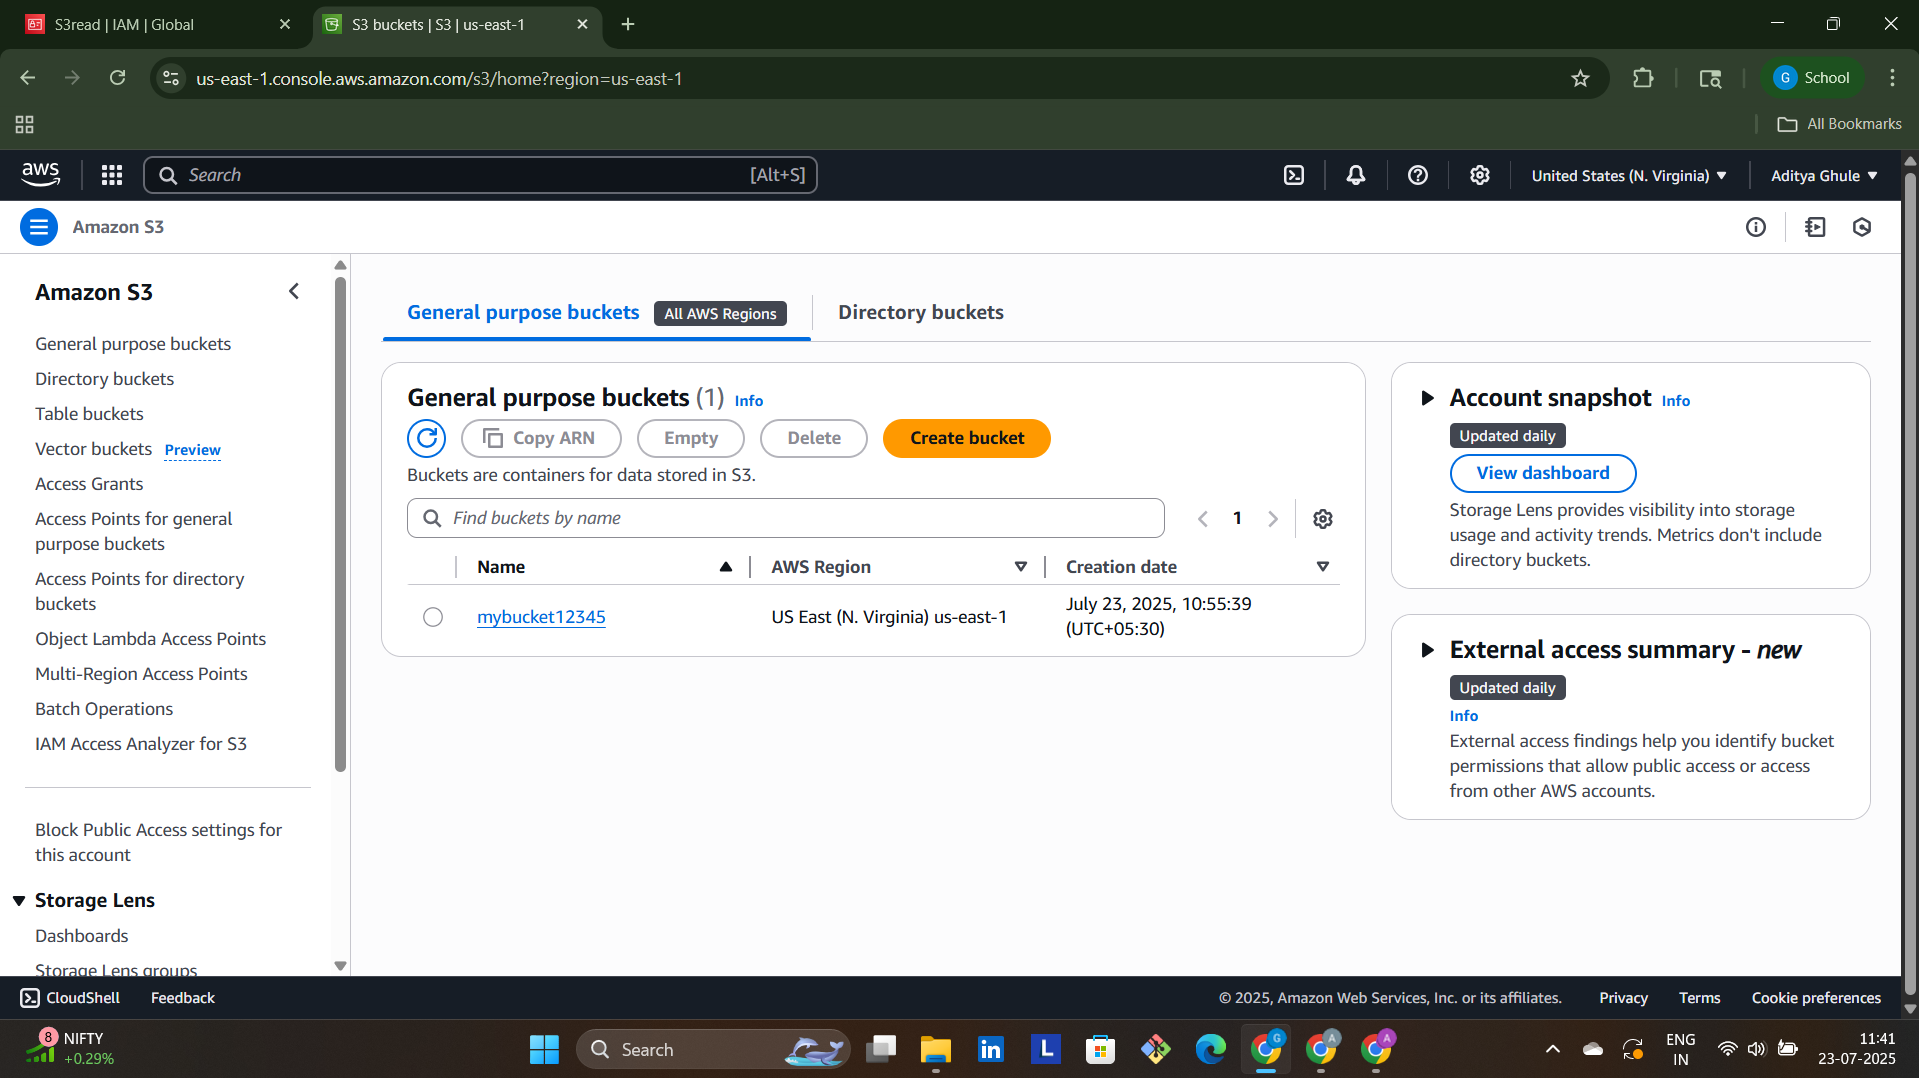 S3read | IAM | Global
S3 buckets | S3 | us-east-1
us-east-1.console.aws.amazon.com/s3/home?region=us-east-1
G School
All Bookmarks
aws
Search [Alt+S]
United States (N. Virginia)
Aditya Ghule
Amazon S3
Amazon S3
General purpose buckets
Directory buckets
Table buckets
Vector buckets Preview
Access Grants
Access Points for general
purpose buckets
Access Points for directory
buckets
Object Lambda Access Points
Multi-Region Access Points
Batch Operations
IAM Access Analyzer for S3
Block Public Access settings for
this account
Storage Lens
Dashboards
Storage Lens groups
General purpose buckets All AWS Regions
Directory buckets
General purpose buckets (1) Info
Copy ARN
Empty
Delete
Create bucket
Buckets are containers for data stored in S3.
Find buckets by name
1
Name AWS Region Creation date
mybucket12345 US East (N. Virginia) us-east-1 July 23, 2025, 10:55:39
(UTC+05:30)
Account snapshot Info
Updated daily
View dashboard
Storage Lens provides visibility into storage
usage and activity trends. Metrics don't include
directory buckets.
External access summary - new
Updated daily
Info
External access findings help you identify bucket
permissions that allow public access or access
from other AWS accounts.
CloudShell Feedback
© 2025, Amazon Web Services, Inc. or its affiliates. Privacy Terms Cookie preferences
8
NIFTY
+0.29%
Search
in
L
G
A
A
ENG
IN
11:41
23-07-2025